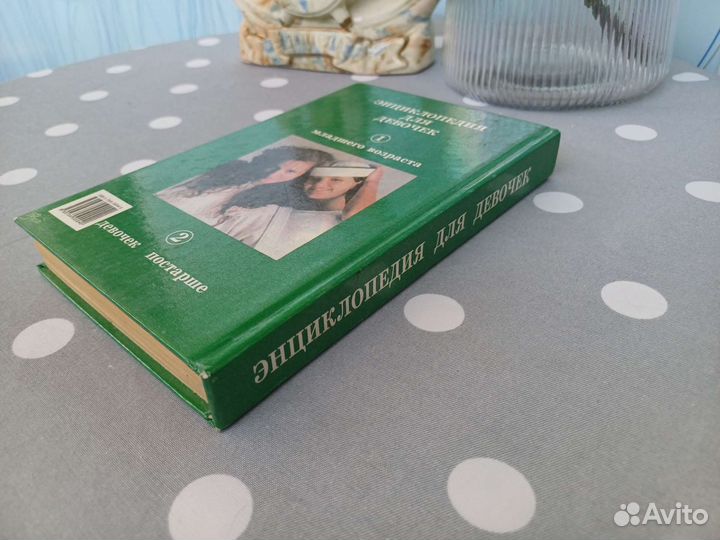 ЭНЦИКЛОПЕДИЯ
ДЛЯ
ДЕВОЧЕК
1
младшего возраста
2
девочек постарше
ЭНЦИКЛОПЕДИЯ ДЛЯ ДЕВОЧЕК
Avito